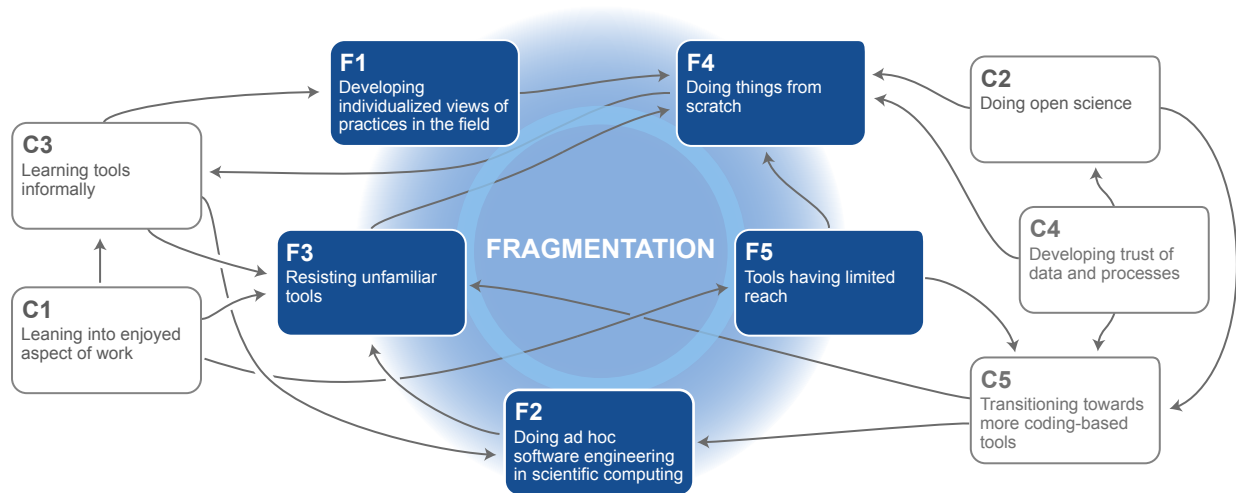 F1
Developing
individualized views of
practices in the field
F4
Doing things from
scratch
C2
Doing open science
C3
Learning tools
informally
F3
Resisting unfamiliar
tools
FRAGMENTATION
F5
Tools having limited
reach
C4
Developing trust of
data and processes
C1
Leaning into enjoyed
aspect of work
F2
Doing ad hoc
software engineering
in scientific computing
C5
Transitioning towards
more coding-based
tools